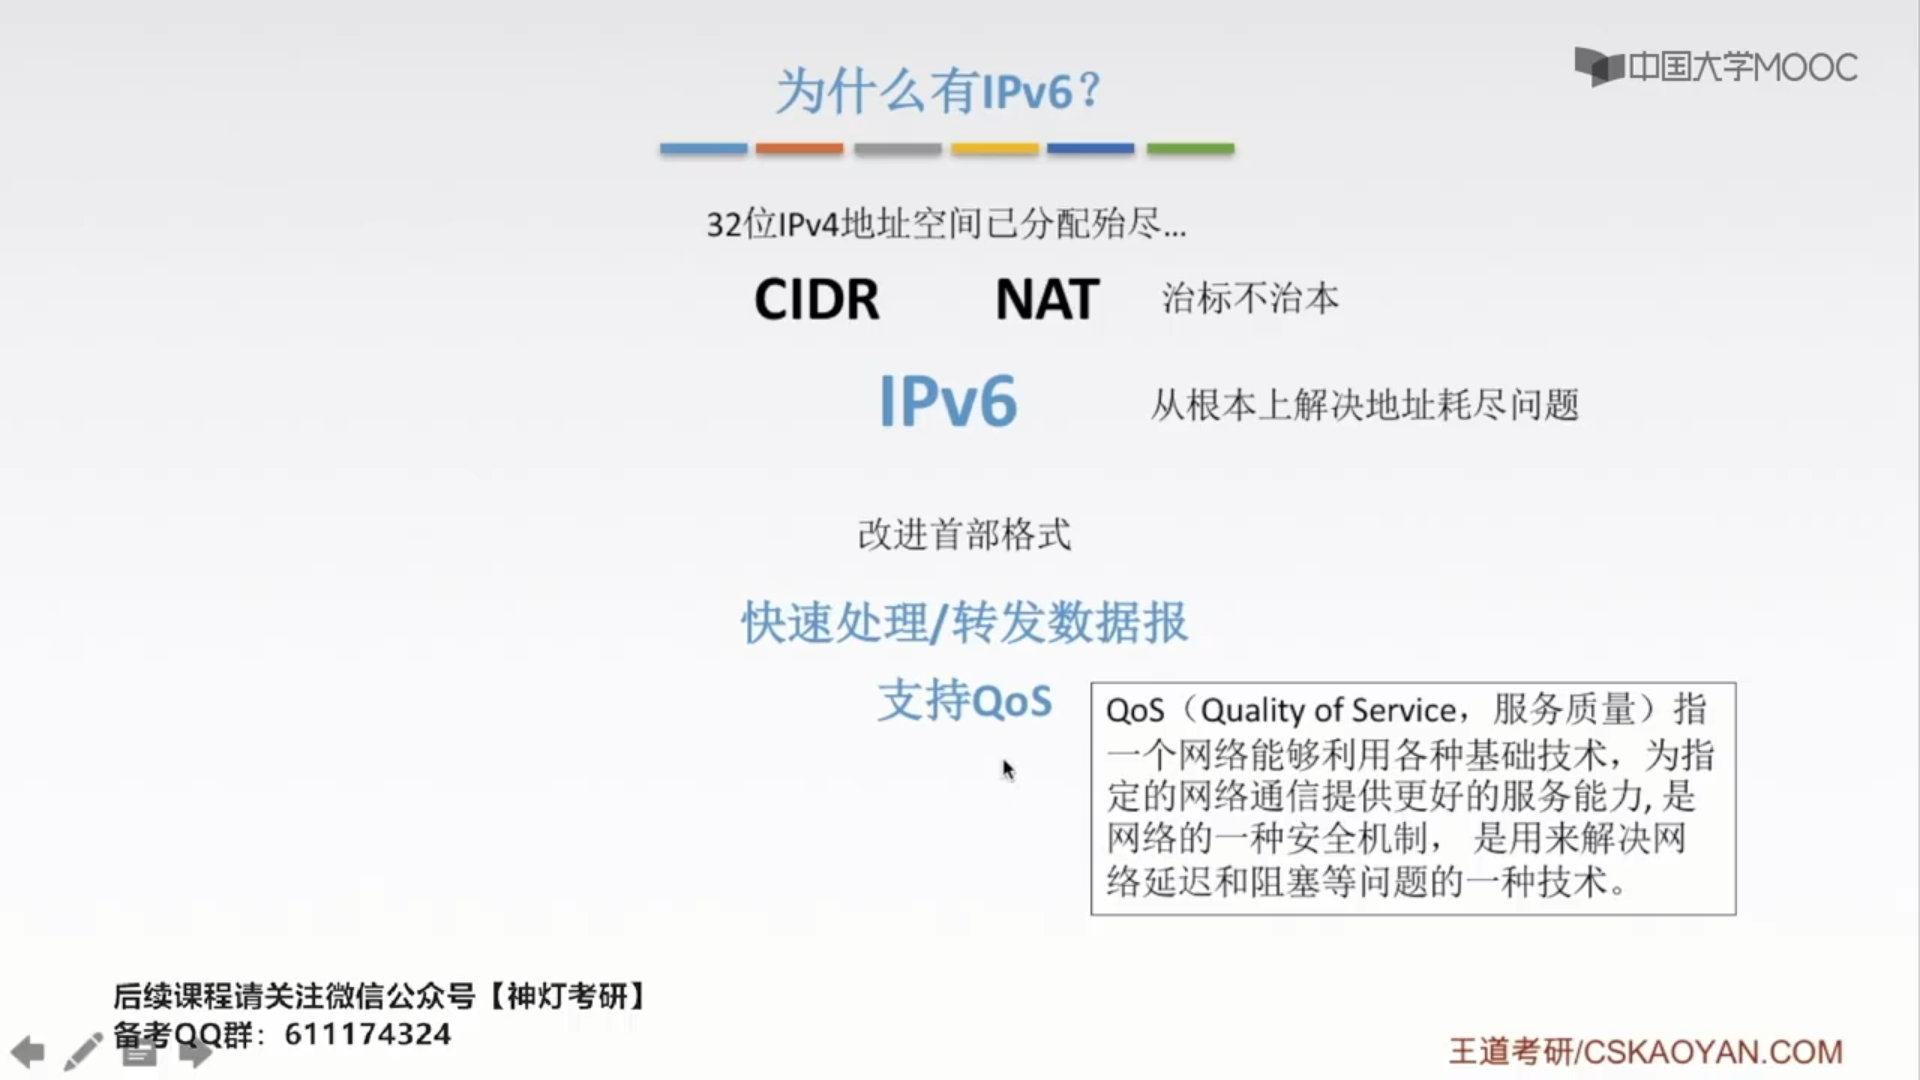 为什么有IPv6？
中国大学MOOC
32位IPv4地址空间已分配殆尽...
CIDR NAT 治标不治本
IPv6 从根本上解决地址耗尽问题
改进首部格式
快速处理/转发数据报
支持QoS
QoS（Quality of Service，服务质量）指
一个网络能够利用各种基础技术，为指
定的网络通信提供更好的服务能力, 是
网络的一种安全机制， 是用来解决网
络延迟和阻塞等问题的一种技术。
后续课程请关注微信公众号【神灯考研】
备考QQ群：611174324
王道考研/CSKAOYAN.COM